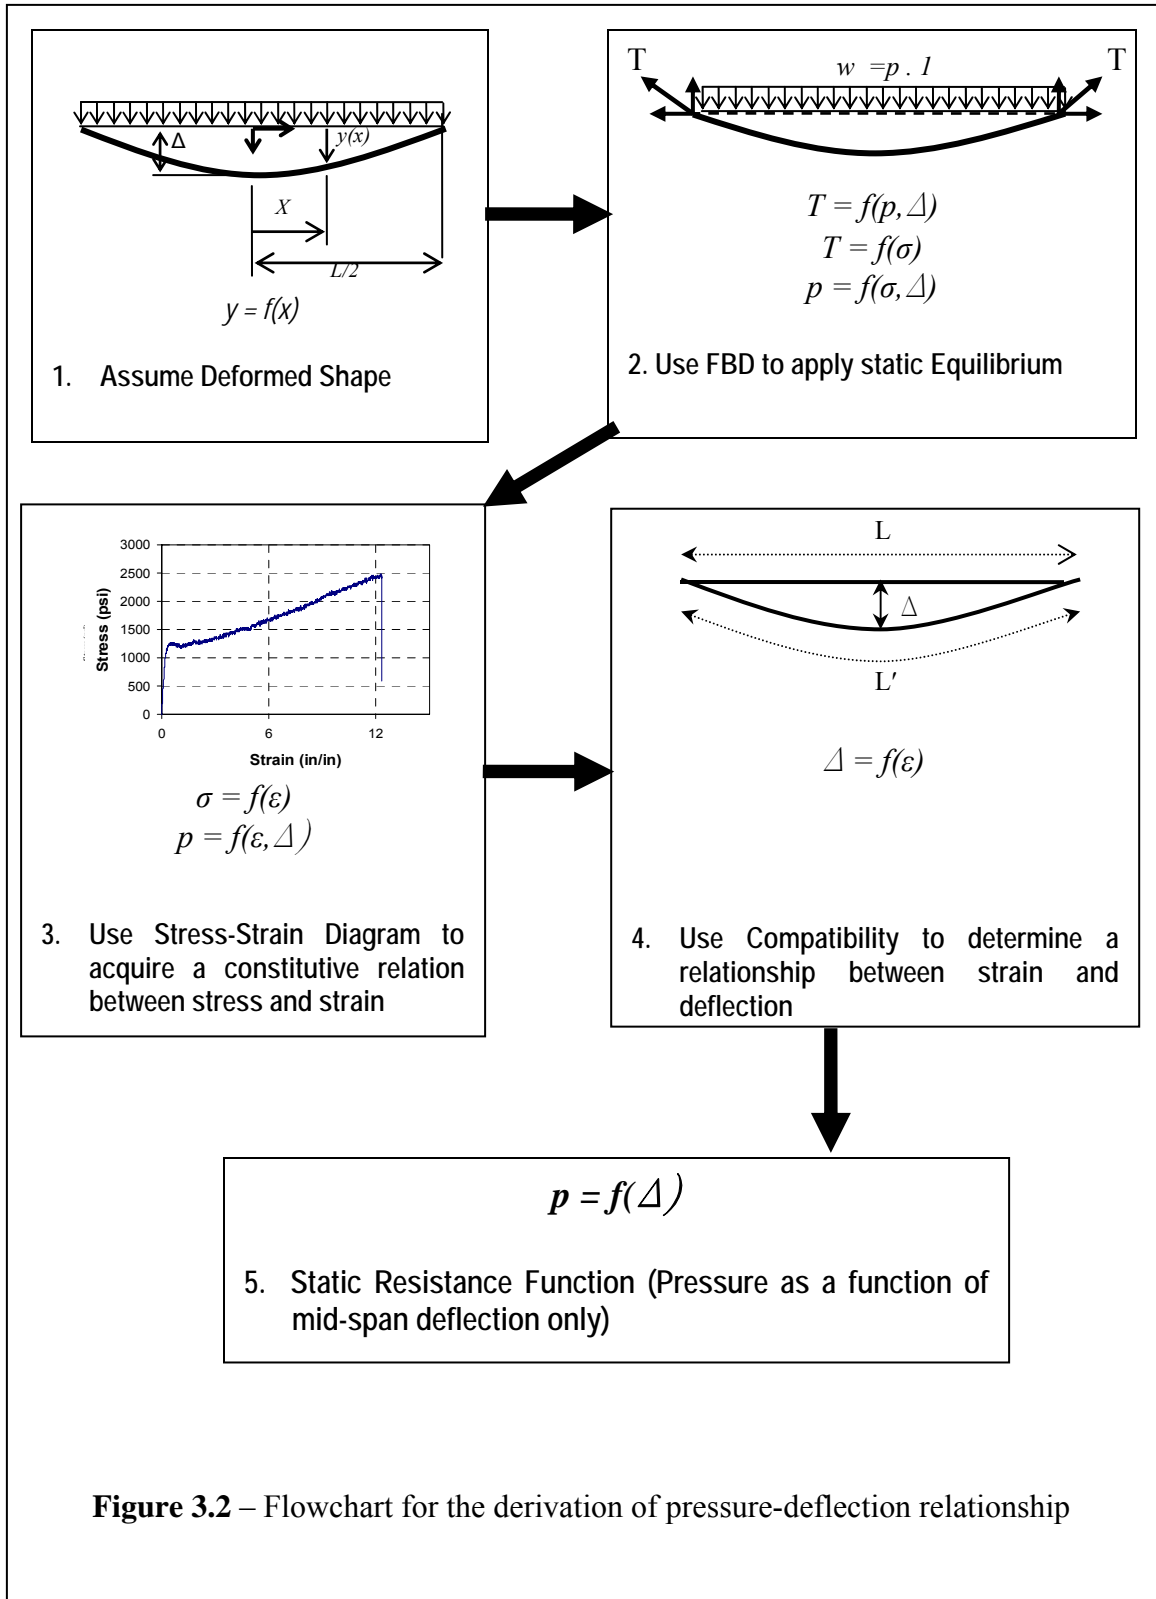 Δ
y(x)
X
L/2
y = f(x)
1. Assume Deformed Shape
T
T
w =p . 1
T = f(p, Δ)
T = f(σ)
p = f(σ, Δ)
2. Use FBD to apply static Equilibrium
3000
2500
2000
1500
1000
500
0
Stress (psi)
0 6 12
Strain (in/in)
σ = f(ε)
p = f(ε, Δ)
3. Use Stress-Strain Diagram to
acquire a constitutive relation
between stress and strain
L
Δ
L'
Δ = f(ε)
4. Use Compatibility to determine a
relationship between strain and
deflection
p = f(Δ)
5. Static Resistance Function (Pressure as a function of
mid-span deflection only)
Figure 3.2 – Flowchart for the derivation of pressure-deflection relationship